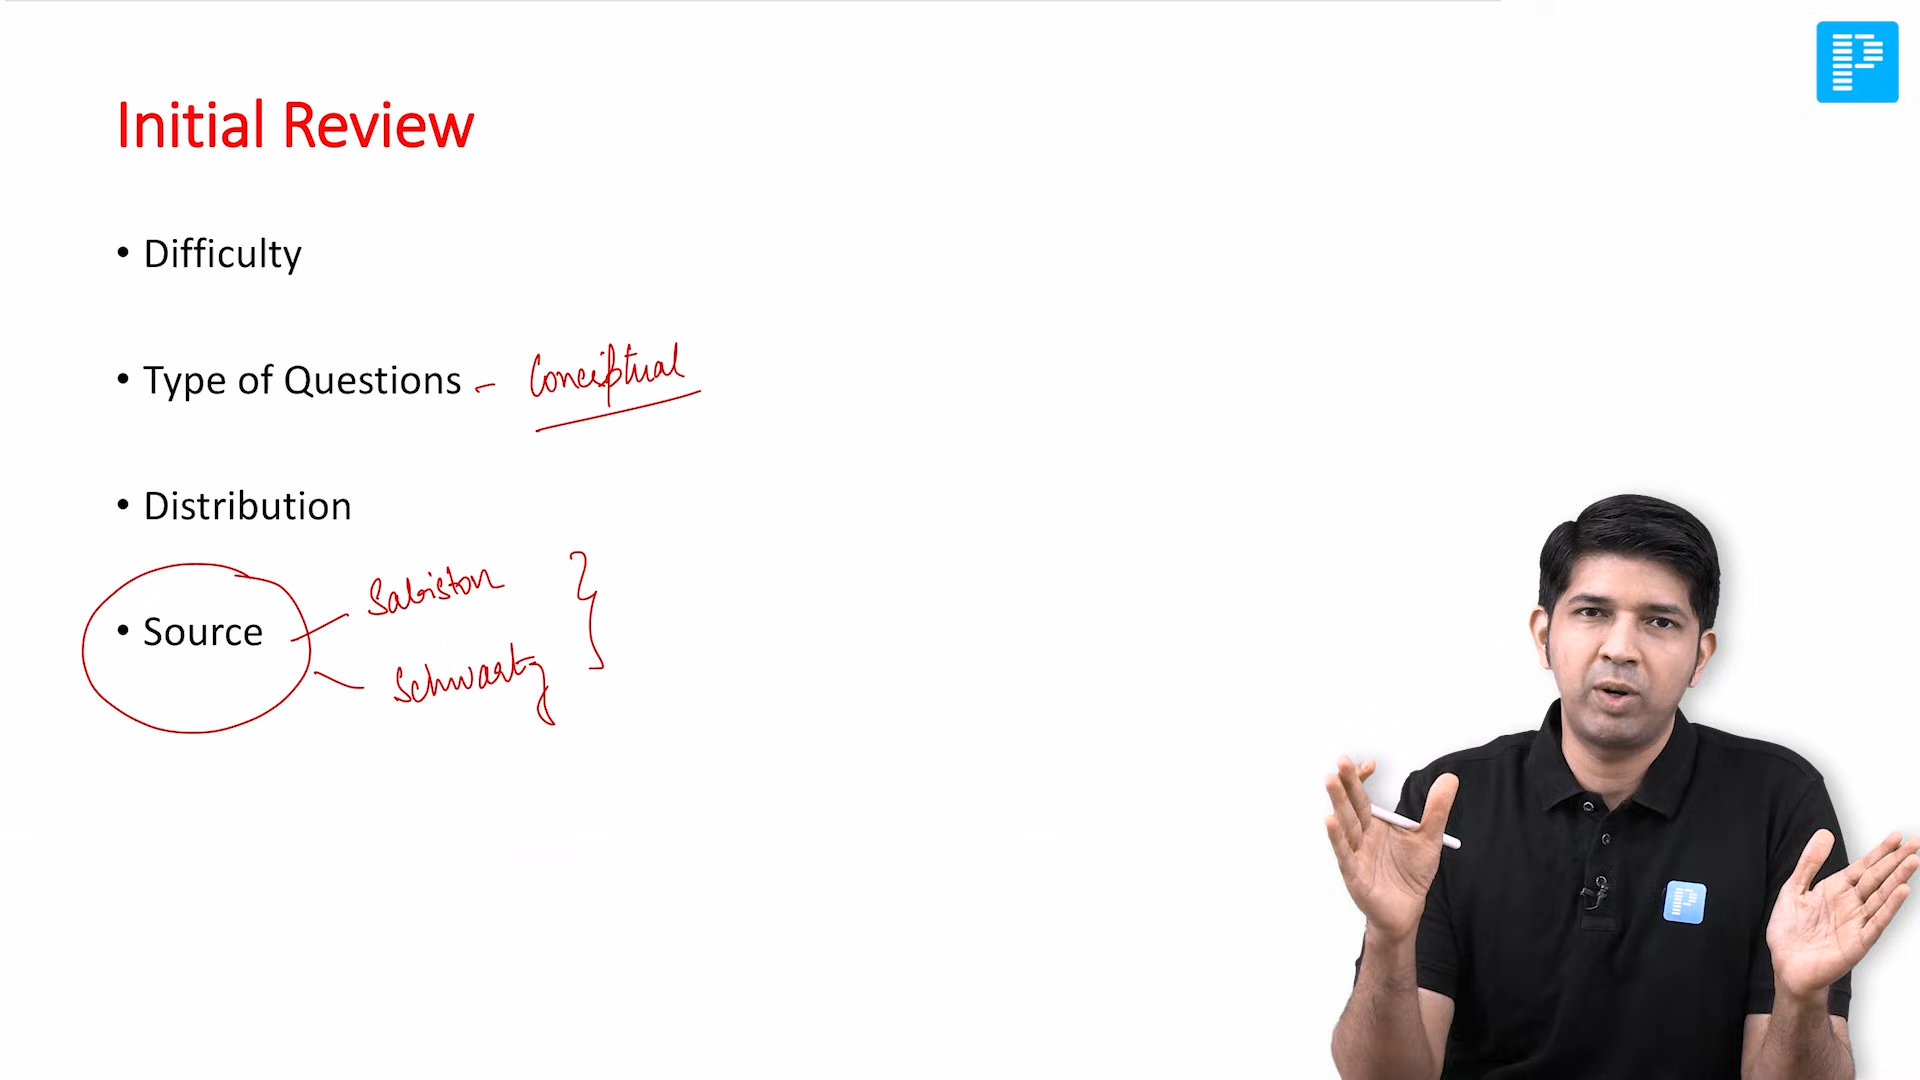 Initial Review
• Difficulty
• Type of Questions - Conceptual
• Distribution
• Source
Sabiston
Schwartz